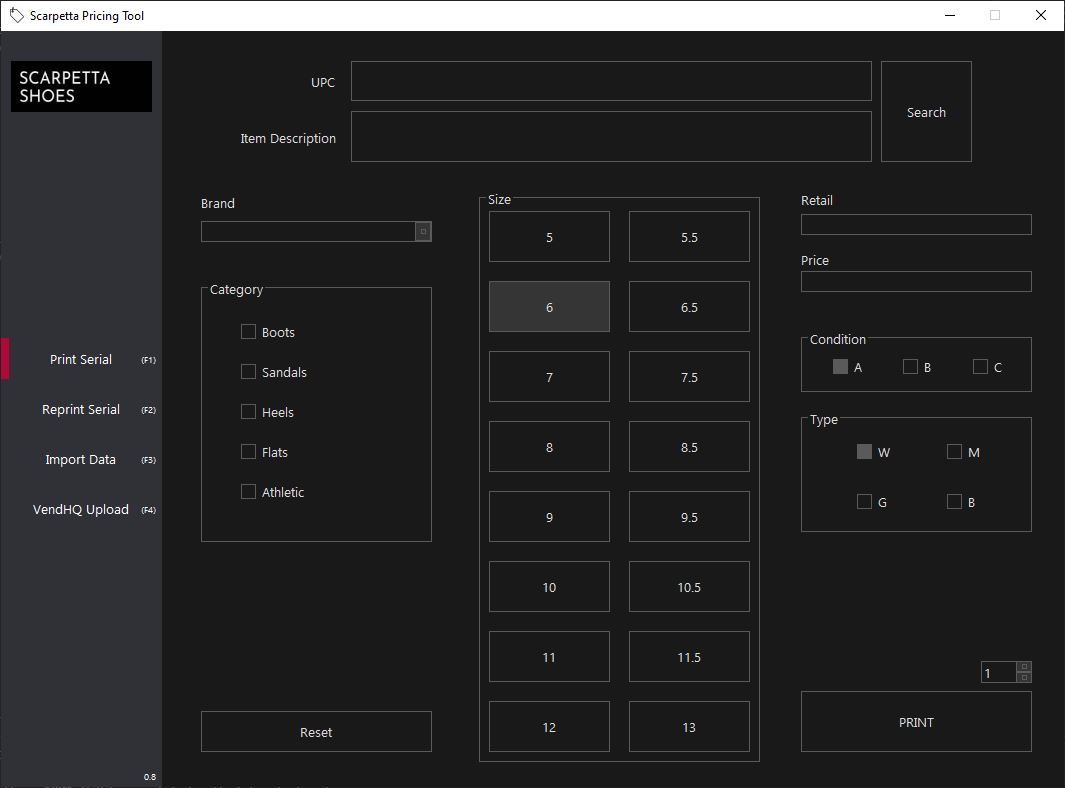 Scarpetta Pricing Tool
SCARPETTA
SHOES
Print Serial (F1)
Reprint Serial (F2)
Import Data (F3)
VendHQ Upload (F4)
0.8
UPC
Item Description
Search
Brand
Category
Boots
Sandals
Heels
Flats
Athletic
Reset
Size
5 5.5
6 6.5
7 7.5
8 8.5
9 9.5
10 10.5
11 11.5
12 13
Retail
Price
Condition
A B C
Type
W M
G B
1
PRINT